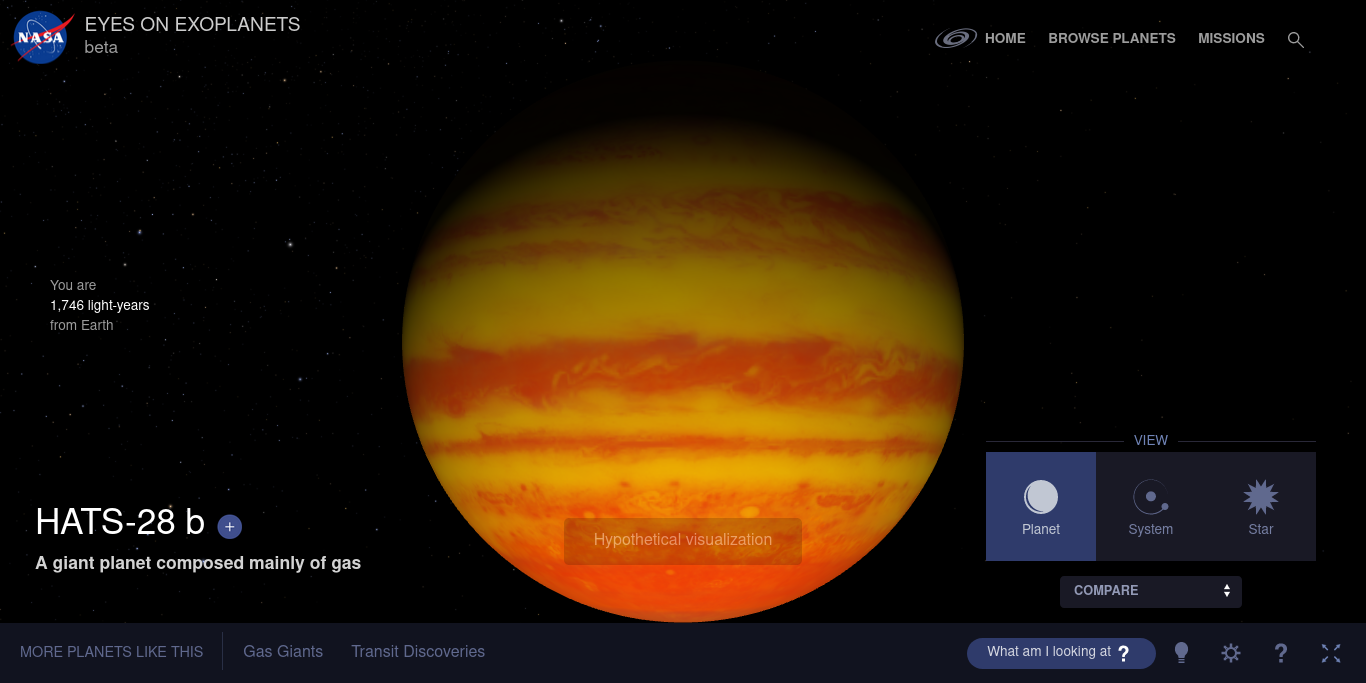 NASA
EYES ON EXOPLANETS
beta
HOME
BROWSE PLANETS
MISSIONS
You are
1,746 light-years
from Earth
HATS-28 b +
A giant planet composed mainly of gas
Hypothetical visualization
VIEW
Planet
System
Star
COMPARE
MORE PLANETS LIKE THIS
Gas Giants
Transit Discoveries
What am I looking at ?
?